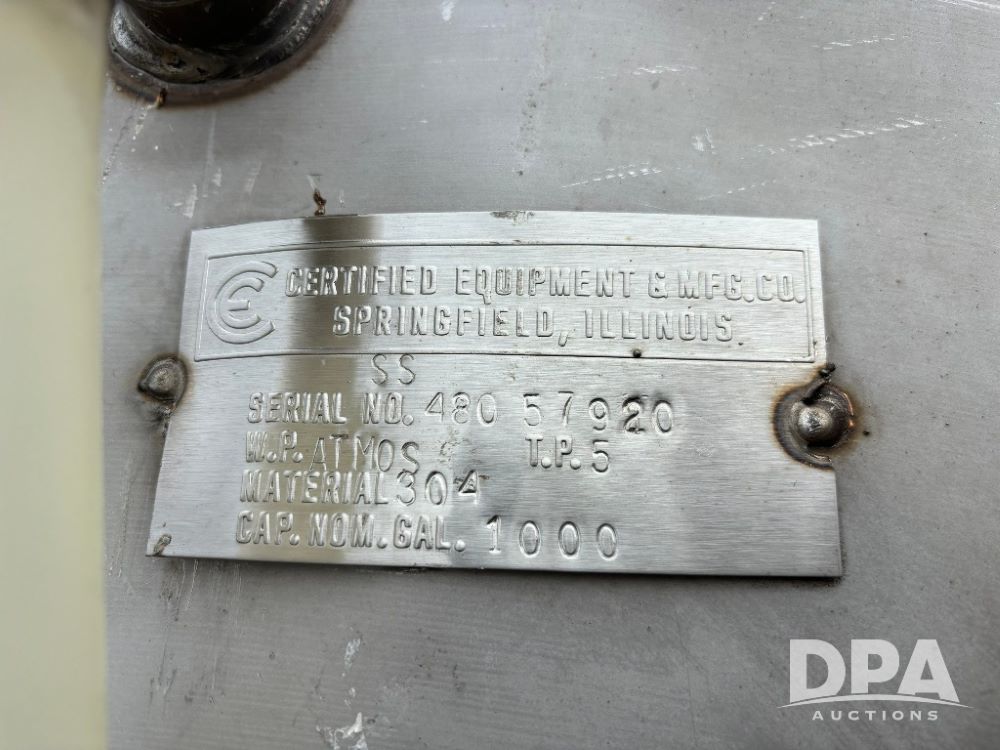 CE CERTIFIED EQUIPMENT & MFG.CO.
SPRINGFIELD, ILLINOIS
SS
SERIAL NO. 480 57920
W.P. ATMOS T.P. 5
MATERIAL 304
CAP. NOM. GAL. 1000
DPA
AUCTIONS